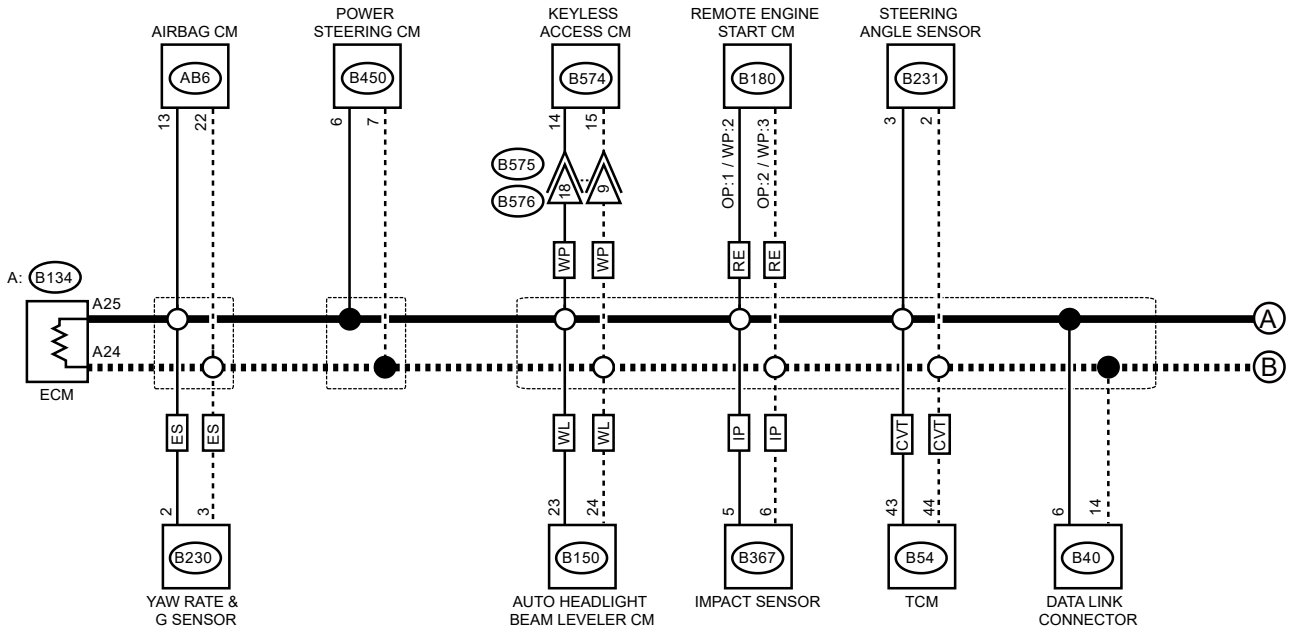 AIRBAG CM
POWER
STEERING CM
KEYLESS
ACCESS CM
REMOTE ENGINE
START CM
STEERING
ANGLE SENSOR
AB6
B450
B574
B180
B231
13
22
6
7
14
15
OP:1 / WP:2
OP:2 / WP:3
3
2
B575
B576
18
9
WP
WP
RE
RE
A: B134
A25
A24
ECM
A
B
ES
ES
WL
WL
IP
IP
CVT
CVT
2
3
23
24
5
6
43
44
6
14
B230
B150
B367
B54
B40
YAW RATE &
G SENSOR
AUTO HEADLIGHT
BEAM LEVELER CM
IMPACT SENSOR
TCM
DATA LINK
CONNECTOR